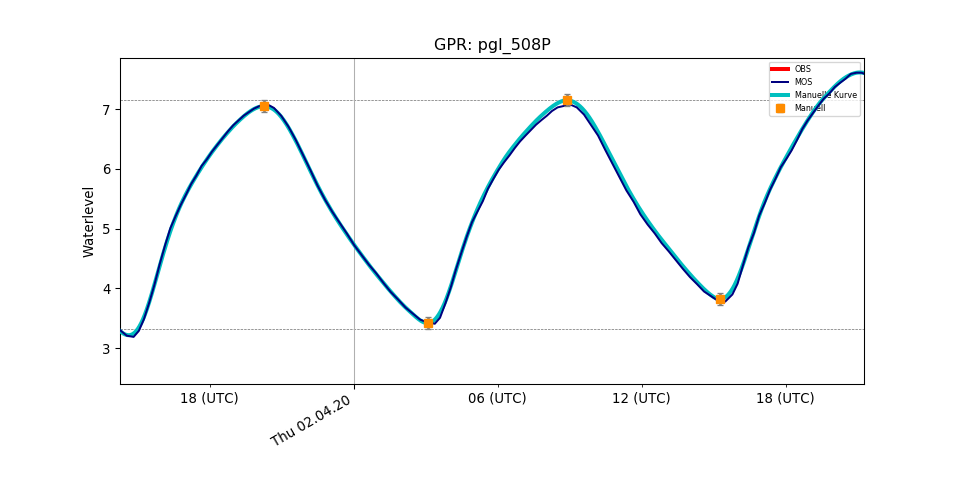 GPR: pgl_508P
OBS
MOS
Manuelle Kurve
Manuell
Waterlevel
7
6
5
4
3
18 (UTC)
Thu 02.04.20
06 (UTC)
12 (UTC)
18 (UTC)